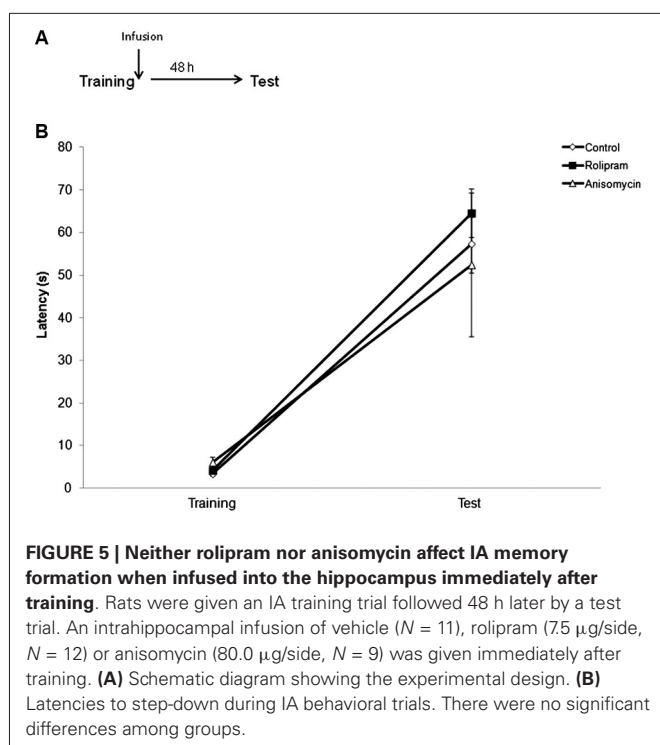 A
Infusion
48 h
Training
Test
B
Control
Rolipram
Anisomycin
80
70
60
50
40
30
20
10
0
Latency (s)
Training
Test
FIGURE 5 | Neither rolipram nor anisomycin affect IA memory
formation when infused into the hippocampus immediately after
training. Rats were given an IA training trial followed 48 h later by a test
trial. An intrahippocampal infusion of vehicle (N = 11), rolipram (7.5 µg/side,
N = 12) or anisomycin (80.0 µg/side, N = 9) was given immediately after
training. (A) Schematic diagram showing the experimental design. (B)
Latencies to step-down during IA behavioral trials. There were no significant
differences among groups.